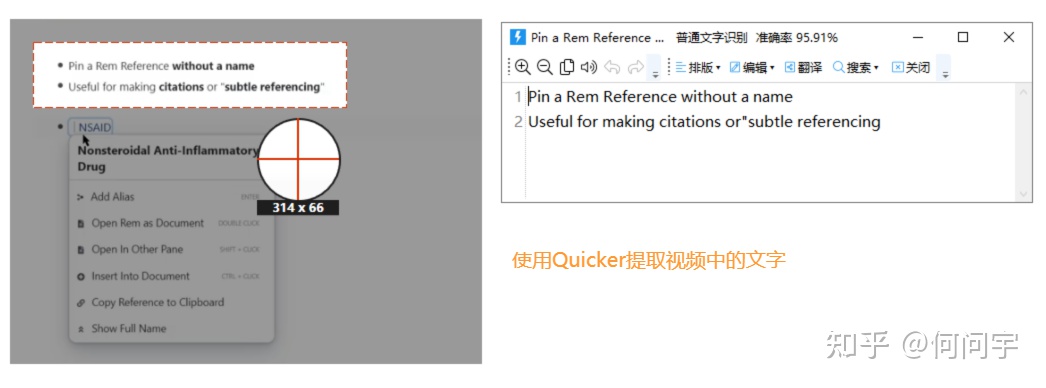 Pin a Rem Reference without a name
Useful for making citations or "subtle referencing"
NSAID
Nonsteroidal Anti-Inflammatory
Drug
Add Alias ENTER
Open Rem as Document DOUBLE-CLICK
Open In Other Pane SHIFT + CLICK
Insert Into Document CTRL + CLICK
Copy Reference to Clipboard
Show Full Name
314 x 66
Pin a Rem Reference ... 普通文字识别 准确率 95.91%
排版 编辑 翻译 搜索 关闭
1 Pin a Rem Reference without a name
2 Useful for making citations or"subtle referencing
使用Quicker提取视频中的文字
知乎 @何问宇